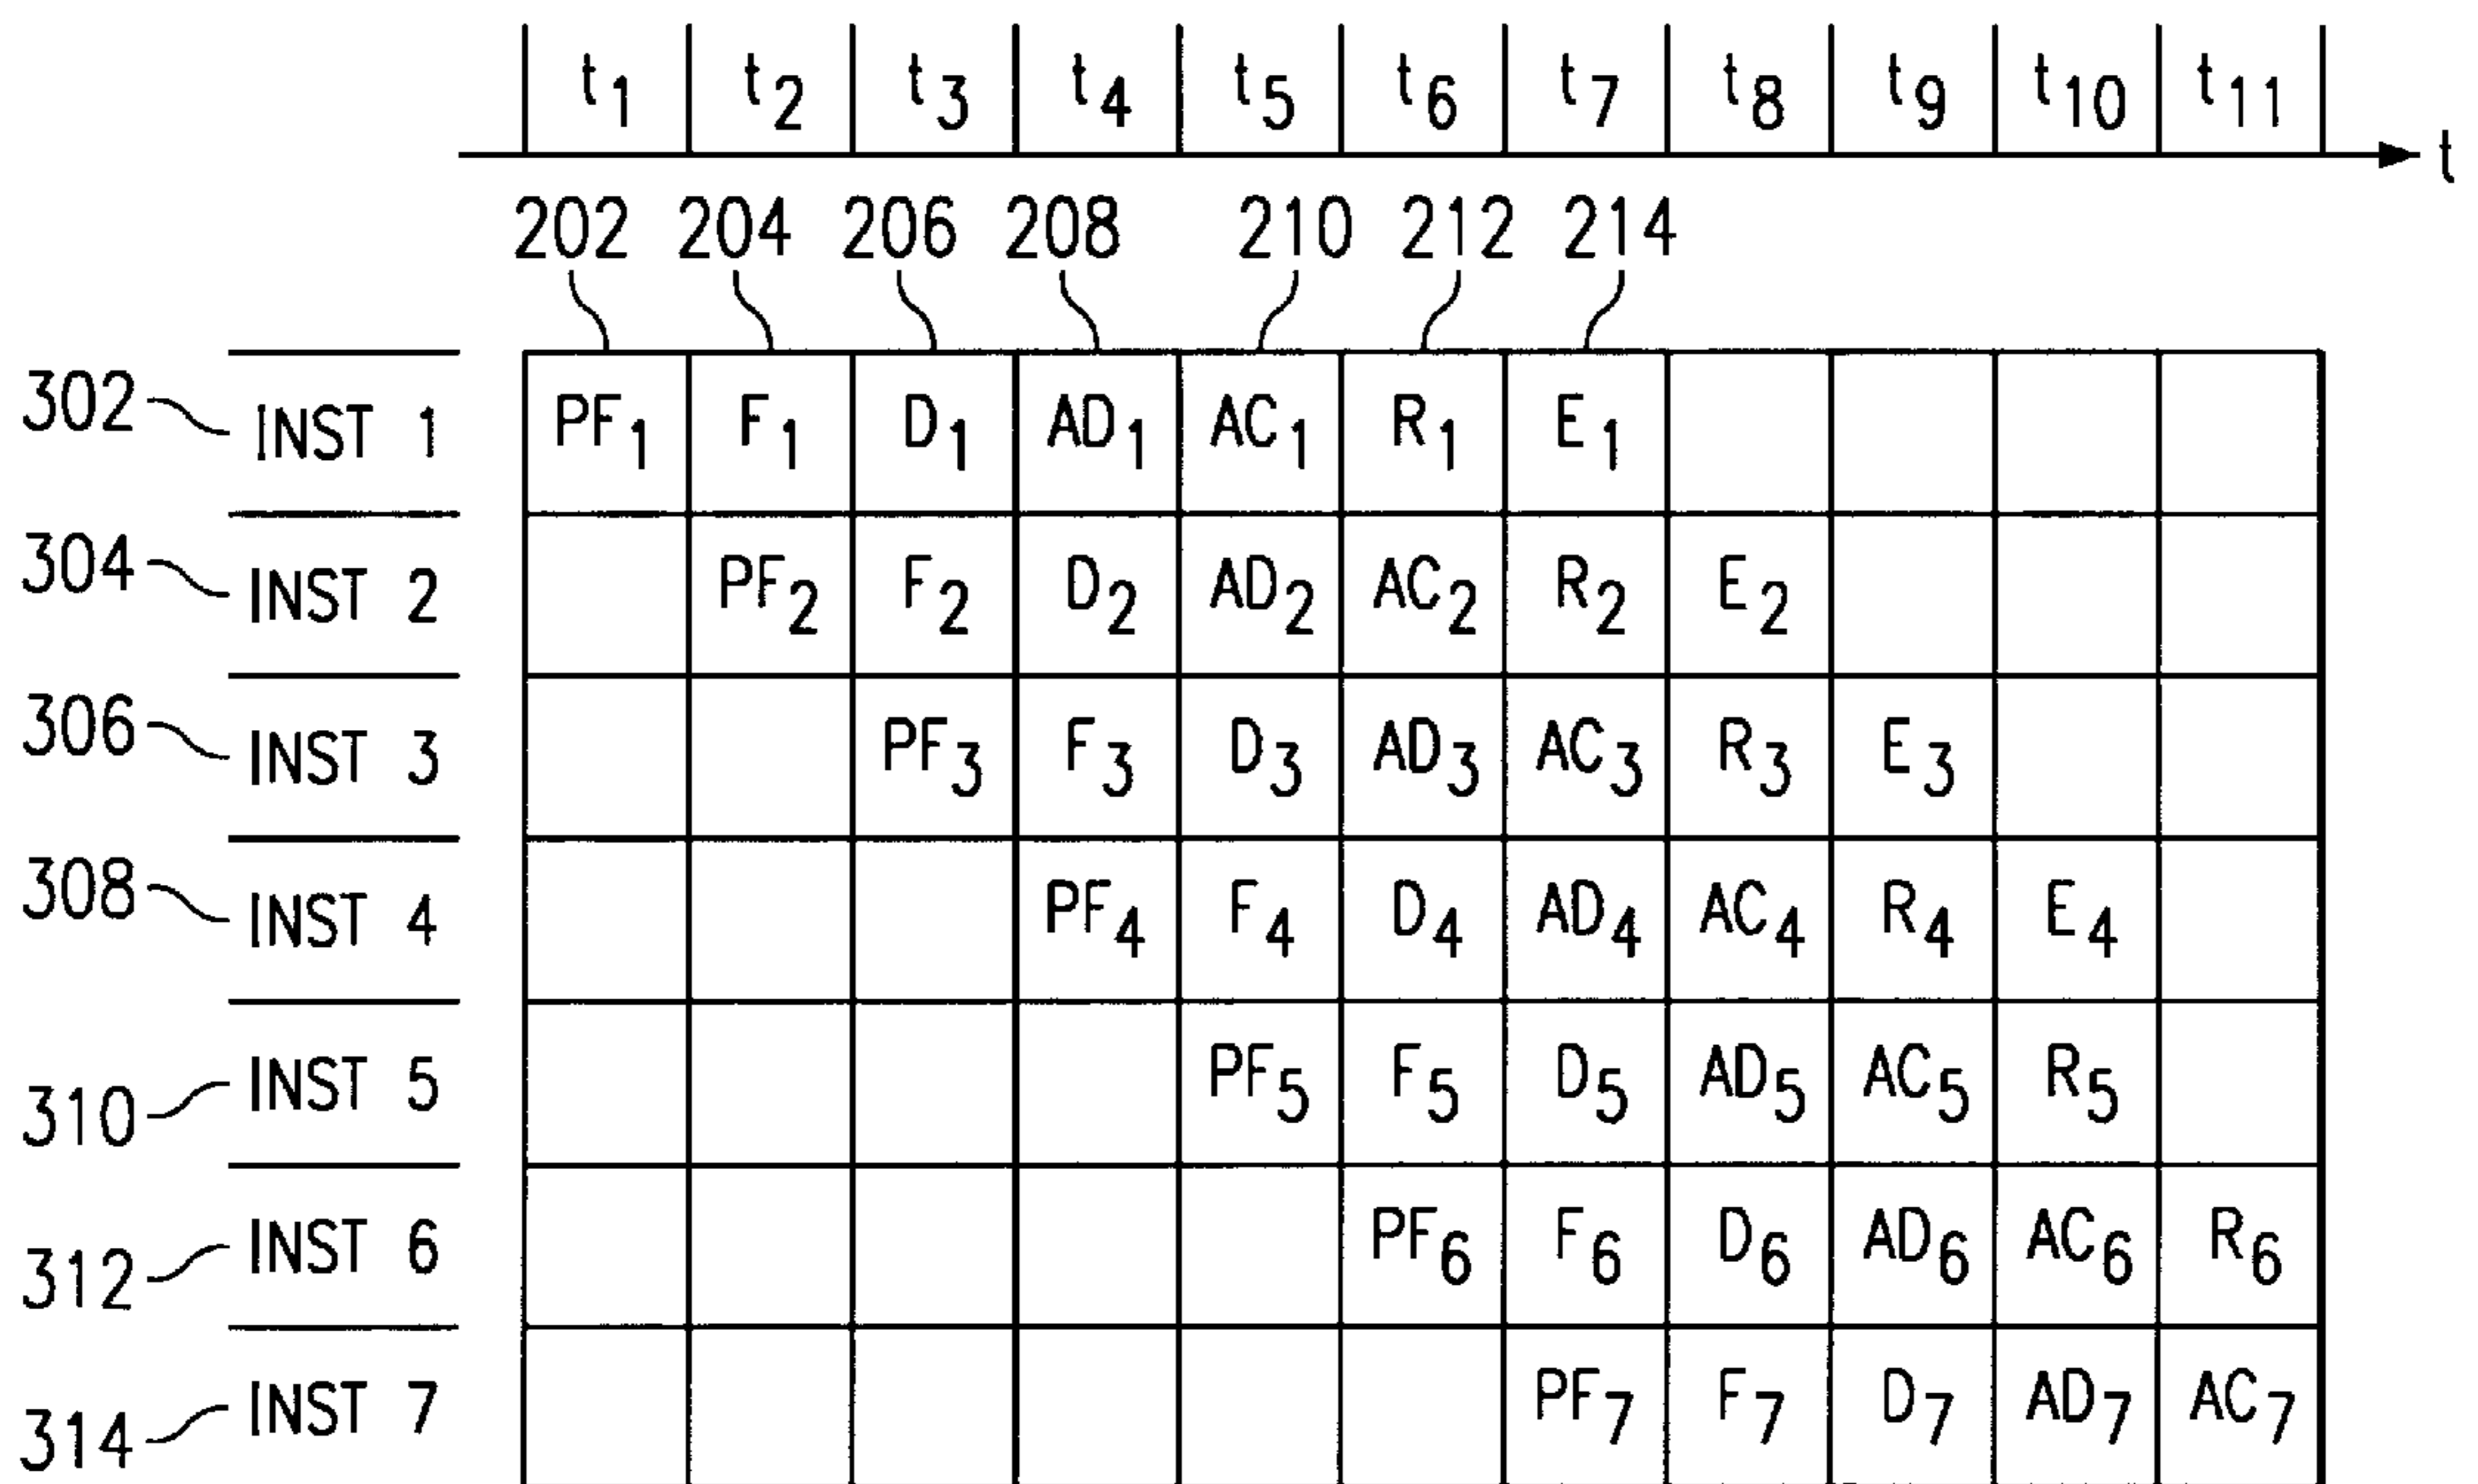 t1 t2 t3 t4 t5 t6 t7 t8 t9 t10 t11
t
202 204 206 208 210 212 214
302 INST 1 PF1 F1 D1 AD1 AC1 R1 E1
304 INST 2 PF2 F2 D2 AD2 AC2 R2 E2
306 INST 3 PF3 F3 D3 AD3 AC3 R3 E3
308 INST 4 PF4 F4 D4 AD4 AC4 R4 E4
310 INST 5 PF5 F5 D5 AD5 AC5 R5
312 INST 6 PF6 F6 D6 AD6 AC6 R6
314 INST 7 PF7 F7 D7 AD7 AC7